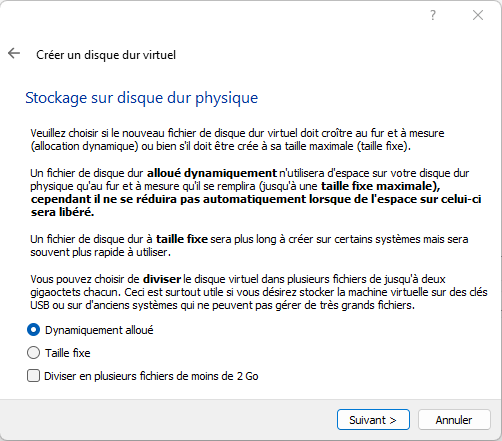 ?
Créer un disque dur virtuel
Stockage sur disque dur physique
Veuillez choisir si le nouveau fichier de disque dur virtuel doit croître au fur et à mesure
(allocation dynamique) ou bien s'il doit être crée à sa taille maximale (taille fixe).
Un fichier de disque dur alloué dynamiquement n'utilisera d'espace sur votre disque dur
physique qu'au fur et à mesure qu'il se remplira (jusqu'à une taille fixe maximale),
cependant il ne se réduira pas automatiquement lorsque de l'espace sur celui-ci
sera libéré.
Un fichier de disque dur à taille fixe sera plus long à créer sur certains systèmes mais sera
souvent plus rapide à utiliser.
Vous pouvez choisir de diviser le disque virtuel dans plusieurs fichiers de jusqu'à deux
gigaoctets chacun. Ceci est surtout utile si vous désirez stocker la machine virtuelle sur des clés
USB ou sur d'anciens systèmes qui ne peuvent pas gérer de très grands fichiers.
Dynamiquement alloué
Taille fixe
Diviser en plusieurs fichiers de moins de 2 Go
Suivant > Annuler